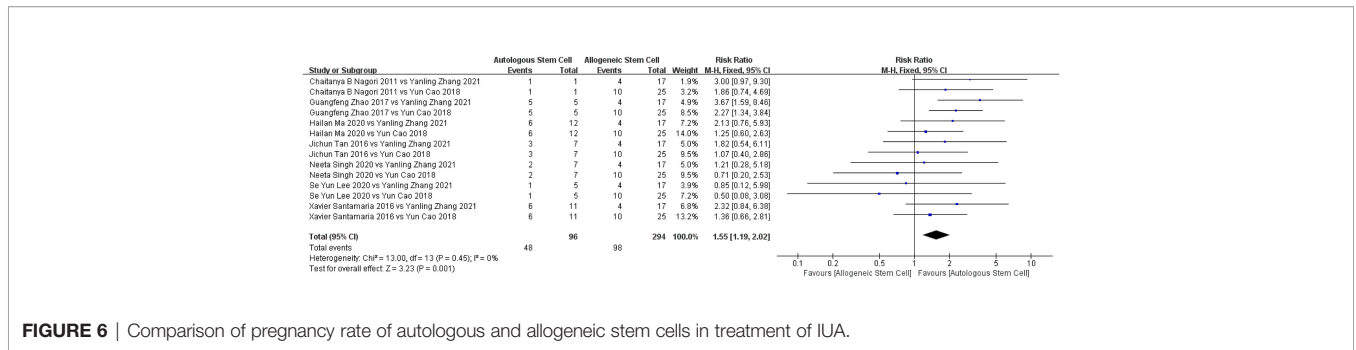 Autologous Stem Cell Allogeneic Stem Cell Risk Ratio Risk Ratio
Study or Subgroup Events Total Events Total Weight M-H, Fixed, 95% CI M-H, Fixed, 95% CI
Chaitanya B Nagori 2011 vs Yanling Zhang 2021 1 1 4 17 1.9% 3.00 [0.97, 9.30]
Chaitanya B Nagori 2011 vs Yun Cao 2018 1 1 10 25 3.2% 1.86 [0.74, 4.69]
Guangfeng Zhao 2017 vs Yanling Zhang 2021 5 5 4 17 4.9% 3.67 [1.59, 8.46]
Guangfeng Zhao 2017 vs Yun Cao 2018 5 5 10 25 8.6% 2.27 [1.34, 3.84]
Hailan Ma 2020 vs Yanling Zhang 2021 6 12 4 17 7.2% 2.13 [0.76, 5.93]
Hailan Ma 2020 vs Yun Cao 2018 6 12 10 25 14.0% 1.25 [0.60, 2.63]
Jichun Tan 2016 vs Yanling Zhang 2021 3 7 4 17 5.0% 1.82 [0.54, 6.11]
Jichun Tan 2016 vs Yun Cao 2018 3 7 10 25 9.5% 1.07 [0.40, 2.86]
Neeta Singh 2020 vs Yanling Zhang 2021 2 7 4 17 5.0% 1.21 [0.28, 5.18]
Neeta Singh 2020 vs Yun Cao 2018 2 7 10 25 9.5% 0.71 [0.20, 2.53]
Se Yun Lee 2020 vs Yanling Zhang 2021 1 5 4 17 3.9% 0.85 [0.12, 5.98]
Se Yun Lee 2020 vs Yun Cao 2018 1 5 10 25 7.2% 0.50 [0.08, 3.08]
Xavier Santamaria 2016 vs Yanling Zhang 2021 6 11 4 17 6.8% 2.32 [0.84, 6.38]
Xavier Santamaria 2016 vs Yun Cao 2018 6 11 10 25 13.2% 1.36 [0.66, 2.81]
Total (95% CI) 96 294 100.0% 1.55 [1.19, 2.02]
Total events 48 98
Heterogeneity: Chi² = 13.00, df = 13 (P = 0.45); I² = 0%
Test for overall effect: Z = 3.23 (P = 0.001)
0.1 0.2 0.5 1 2 5 10
Favours [Allogeneic Stem Cell] Favours [Autologous Stem Cell]
FIGURE 6 | Comparison of pregnancy rate of autologous and allogeneic stem cells in treatment of IUA.